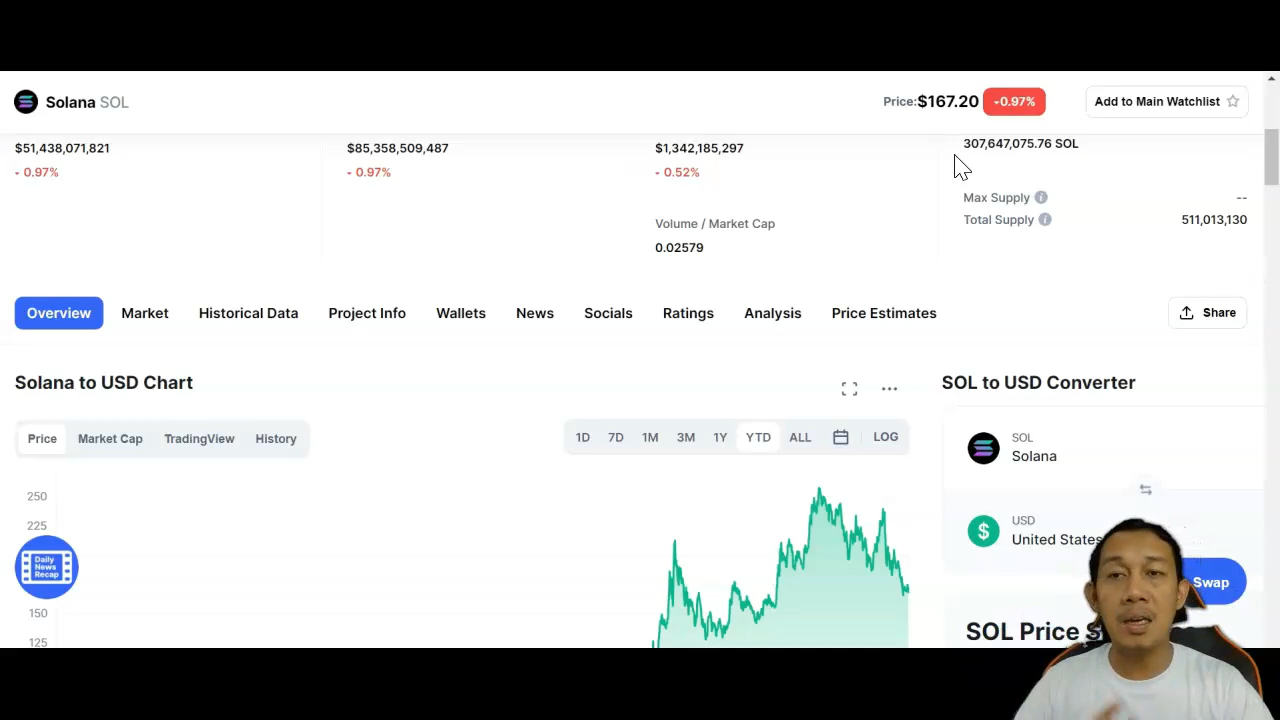 Solana SOL
Price:$167.20 -0.97%
Add to Main Watchlist
$51,438,071,821
0.97%
$85,358,509,487
0.97%
$1,342,185,297
0.52%
Volume / Market Cap
0.02579
307,647,075.76 SOL
Max Supply --
Total Supply 511,013,130
Overview Market Historical Data Project Info Wallets News Socials Ratings Analysis Price Estimates
Share
Solana to USD Chart
Price Market Cap TradingView History
1D 7D 1M 3M 1Y YTD ALL LOG
250
225
150
125
Daily
News
Recap
SOL to USD Converter
SOL
Solana
USD
United States
Swap
SOL Price